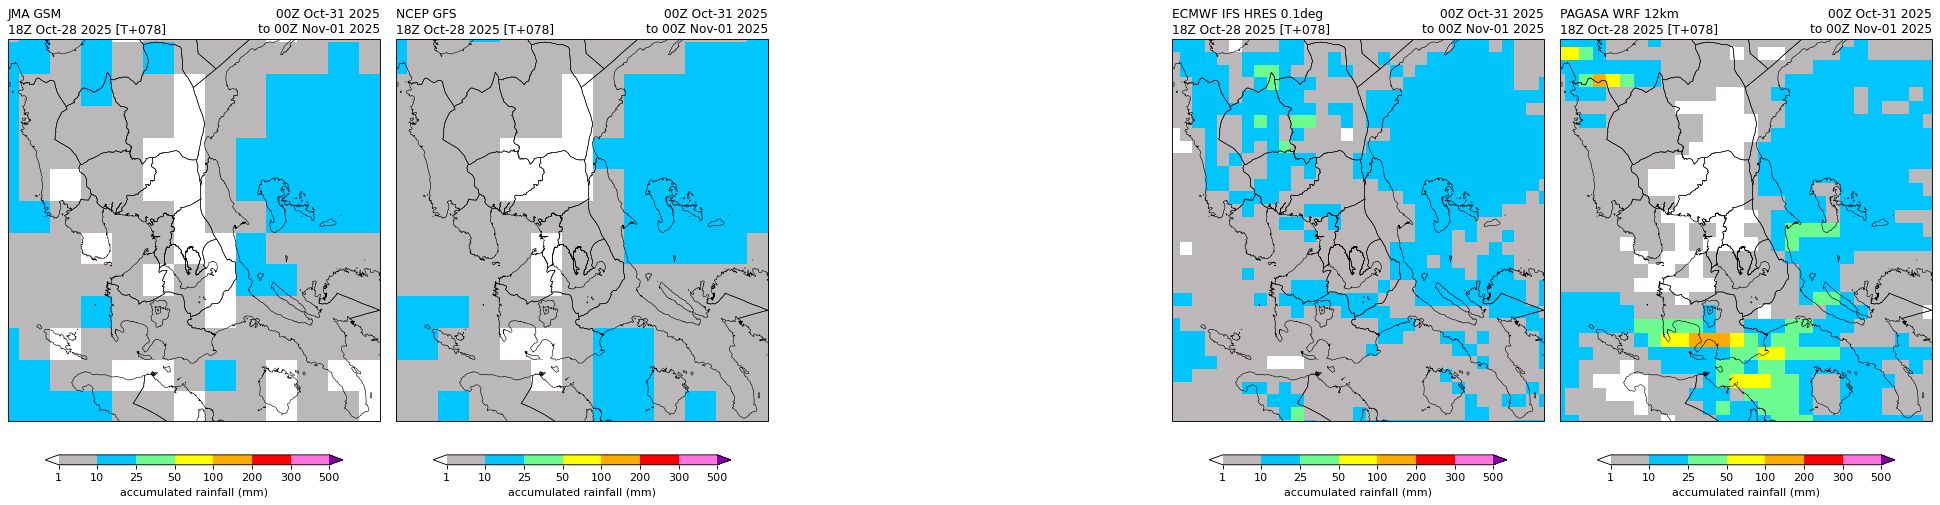 JMA GSM 00Z Oct-31 2025
18Z Oct-28 2025 [T+078] to 00Z Nov-01 2025
1 10 25 50 100 200 300 500
accumulated rainfall (mm)
NCEP GFS 00Z Oct-31 2025
18Z Oct-28 2025 [T+078] to 00Z Nov-01 2025
1 10 25 50 100 200 300 500
accumulated rainfall (mm)
ECMWF IFS HRES 0.1deg 00Z Oct-31 2025
18Z Oct-28 2025 [T+078] to 00Z Nov-01 2025
1 10 25 50 100 200 300 500
accumulated rainfall (mm)
PAGASA WRF 12km 00Z Oct-31 2025
18Z Oct-28 2025 [T+078] to 00Z Nov-01 2025
1 10 25 50 100 200 300 500
accumulated rainfall (mm)